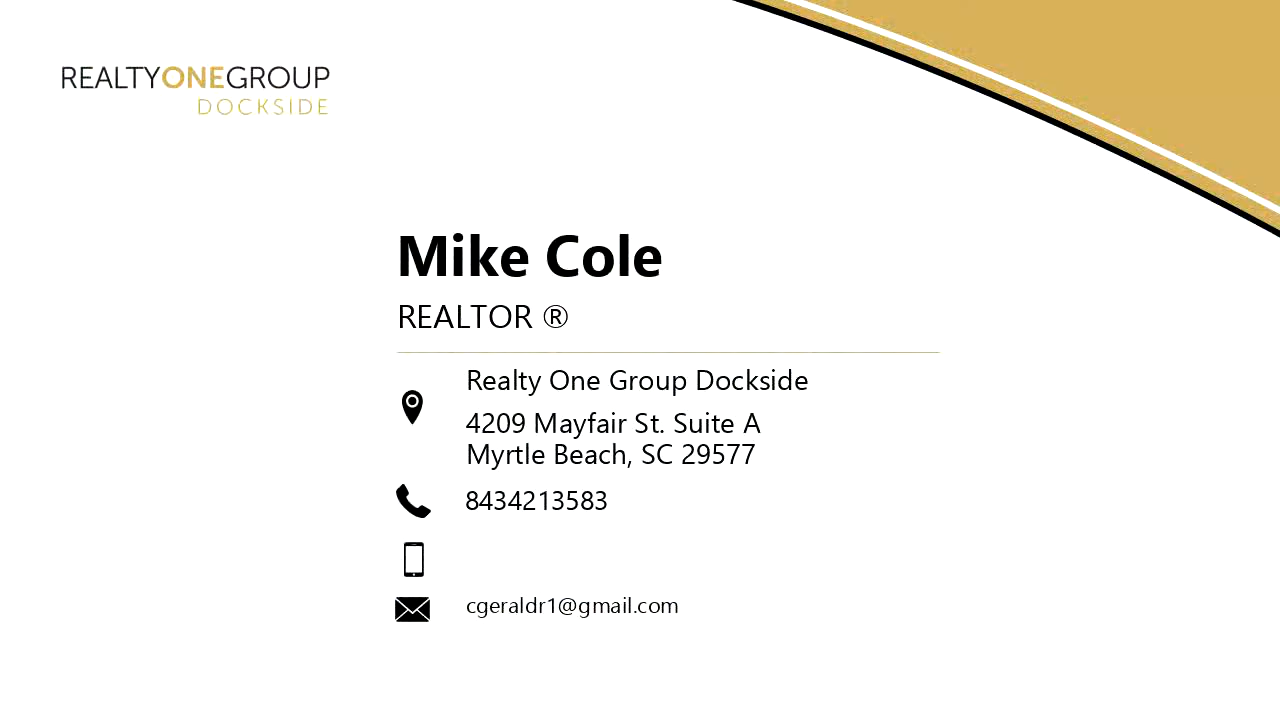 REALTYONEGROUP
DOCKSIDE
Mike Cole
REALTOR ®
Realty One Group Dockside
4209 Mayfair St. Suite A
Myrtle Beach, SC 29577
8434213583
cgeraldr1@gmail.com